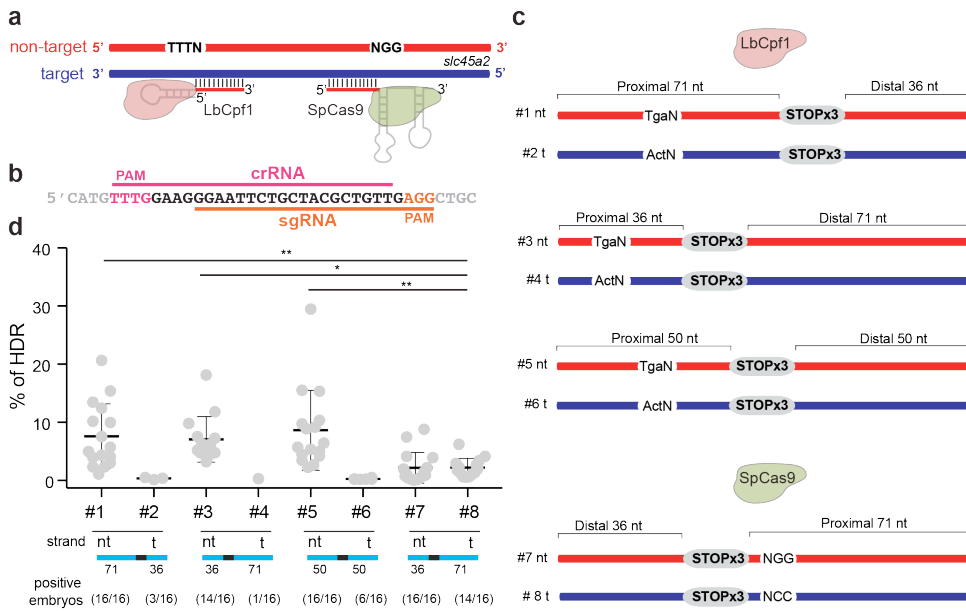 a
non-target 5' TTTN NGG 3'
slc45a2
target 3' 5'
5' LbCpf1 3' SpCas9 5' 3'
b
PAM crRNA
5'CATGTTTGGAAGGGAATTCTGCTACGCTGTTGAGGCTGC
sgRNA PAM
c
LbCpf1
Proximal 71 nt Distal 36 nt
#1 nt TgaN STOPx3
#2 t ActN STOPx3
Proximal 36 nt Distal 71 nt
#3 nt TgaN STOPx3
#4 t ActN STOPx3
Proximal 50 nt Distal 50 nt
#5 nt TgaN STOPx3
#6 t ActN STOPx3
SpCas9
Distal 36 nt Proximal 71 nt
#7 nt STOPx3 NGG
# 8 t STOPx3 NCC
d
% of HDR
40
30
20
10
0
**
*
**
#1 #2 #3 #4 #5 #6 #7 #8
strand nt t nt t nt t nt t
71 36 36 71 50 50 36 71
positive
embryos (16/16) (3/16) (14/16) (1/16) (16/16) (6/16) (16/16) (14/16)